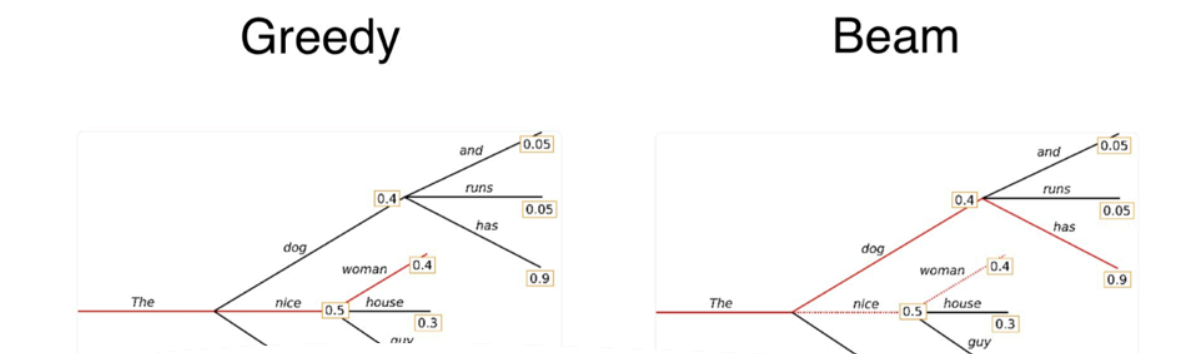 Greedy
Beam
and
0.05
runs
0.4
0.05
has
dog
woman
0.4
0.9
The
nice
0.5
house
0.3
guy
and
0.05
runs
0.4
0.05
has
dog
woman
0.4
0.9
The
nice
0.5
house
0.3
guy